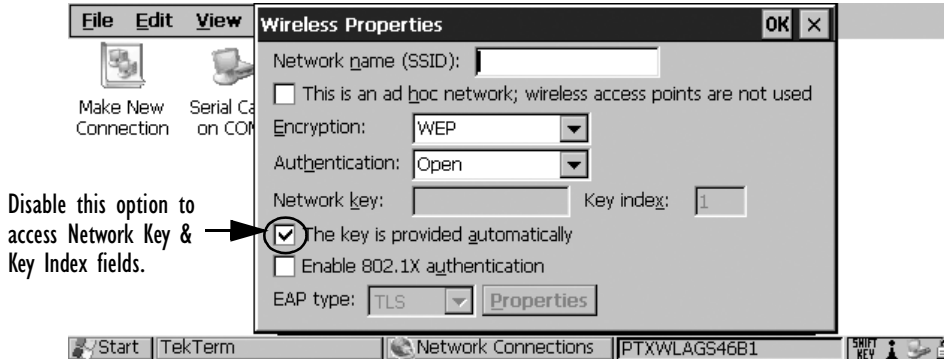 File Edit View
Wireless Properties OK ×
Network name (SSID):
This is an ad hoc network; wireless access points are not used
Make New Connection
Serial Ca
on COM
Encryption: WEP
Authentication: Open
Network key: Key index: 1
Disable this option to
access Network Key &
Key Index fields.
The key is provided automatically
Enable 802.1X authentication
EAP type: TLS Properties
Start TekTerm Network Connections PTXWLAGS46B1 SHIFT KEY